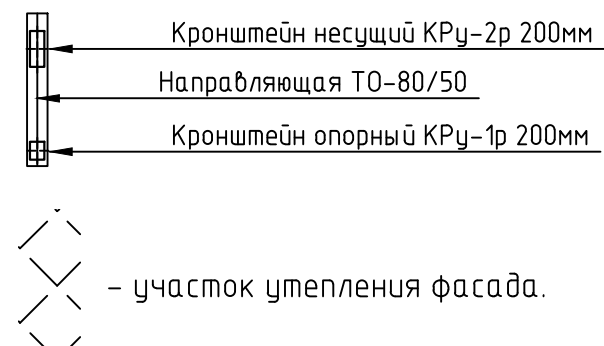 Кронштейн несущий КРу-2р 200мм
Направляющая ТО-80/50
Кронштейн опорный КРу-1р 200мм
- участок утепления фасада.